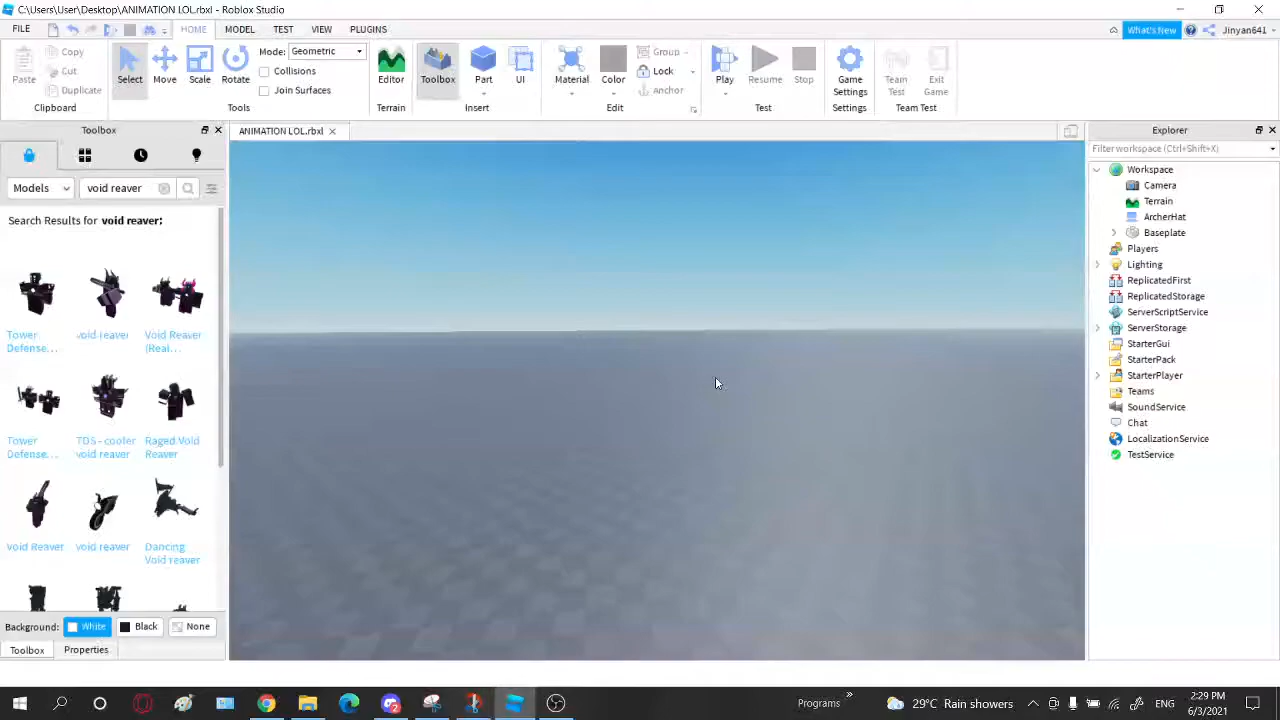 C:\Users\User\Desktop\ANIMATION LOL.rbxl - Roblox Studio
FILE HOME MODEL TEST VIEW PLUGINS What's New Jinyan641
Paste Copy Cut Duplicate
Clipboard
Select Move Scale Rotate
Mode: Geometric
Collisions
Join Surfaces
Tools
Editor
Terrain
Toolbox Part UI
Insert
Material Color Group Lock Anchor
Edit
Play Resume Stop
Test
Game Settings
Settings
Team Test Exit Game
Team Test
Toolbox
Models void reaver
Search Results for void reaver:
Tower Defense... void reaver Void Reaver (Real...
Tower Defense... TDS - cooler void reaver Raged Void Reaver
Void Reaver void reaver Dancing Void reaver
Background: White Black None
Toolbox Properties
ANIMATION LOL.rbxl
Explorer
Filter workspace (Ctrl+Shift+X)
Workspace
Camera
Terrain
ArcherHat
Baseplate
Players
Lighting
ReplicatedFirst
ReplicatedStorage
ServerScriptService
ServerStorage
StarterGui
StarterPack
StarterPlayer
Teams
SoundService
Chat
LocalizationService
TestService
Programs » 29°C Rain showers ENG 2:29 PM
6/3/2021